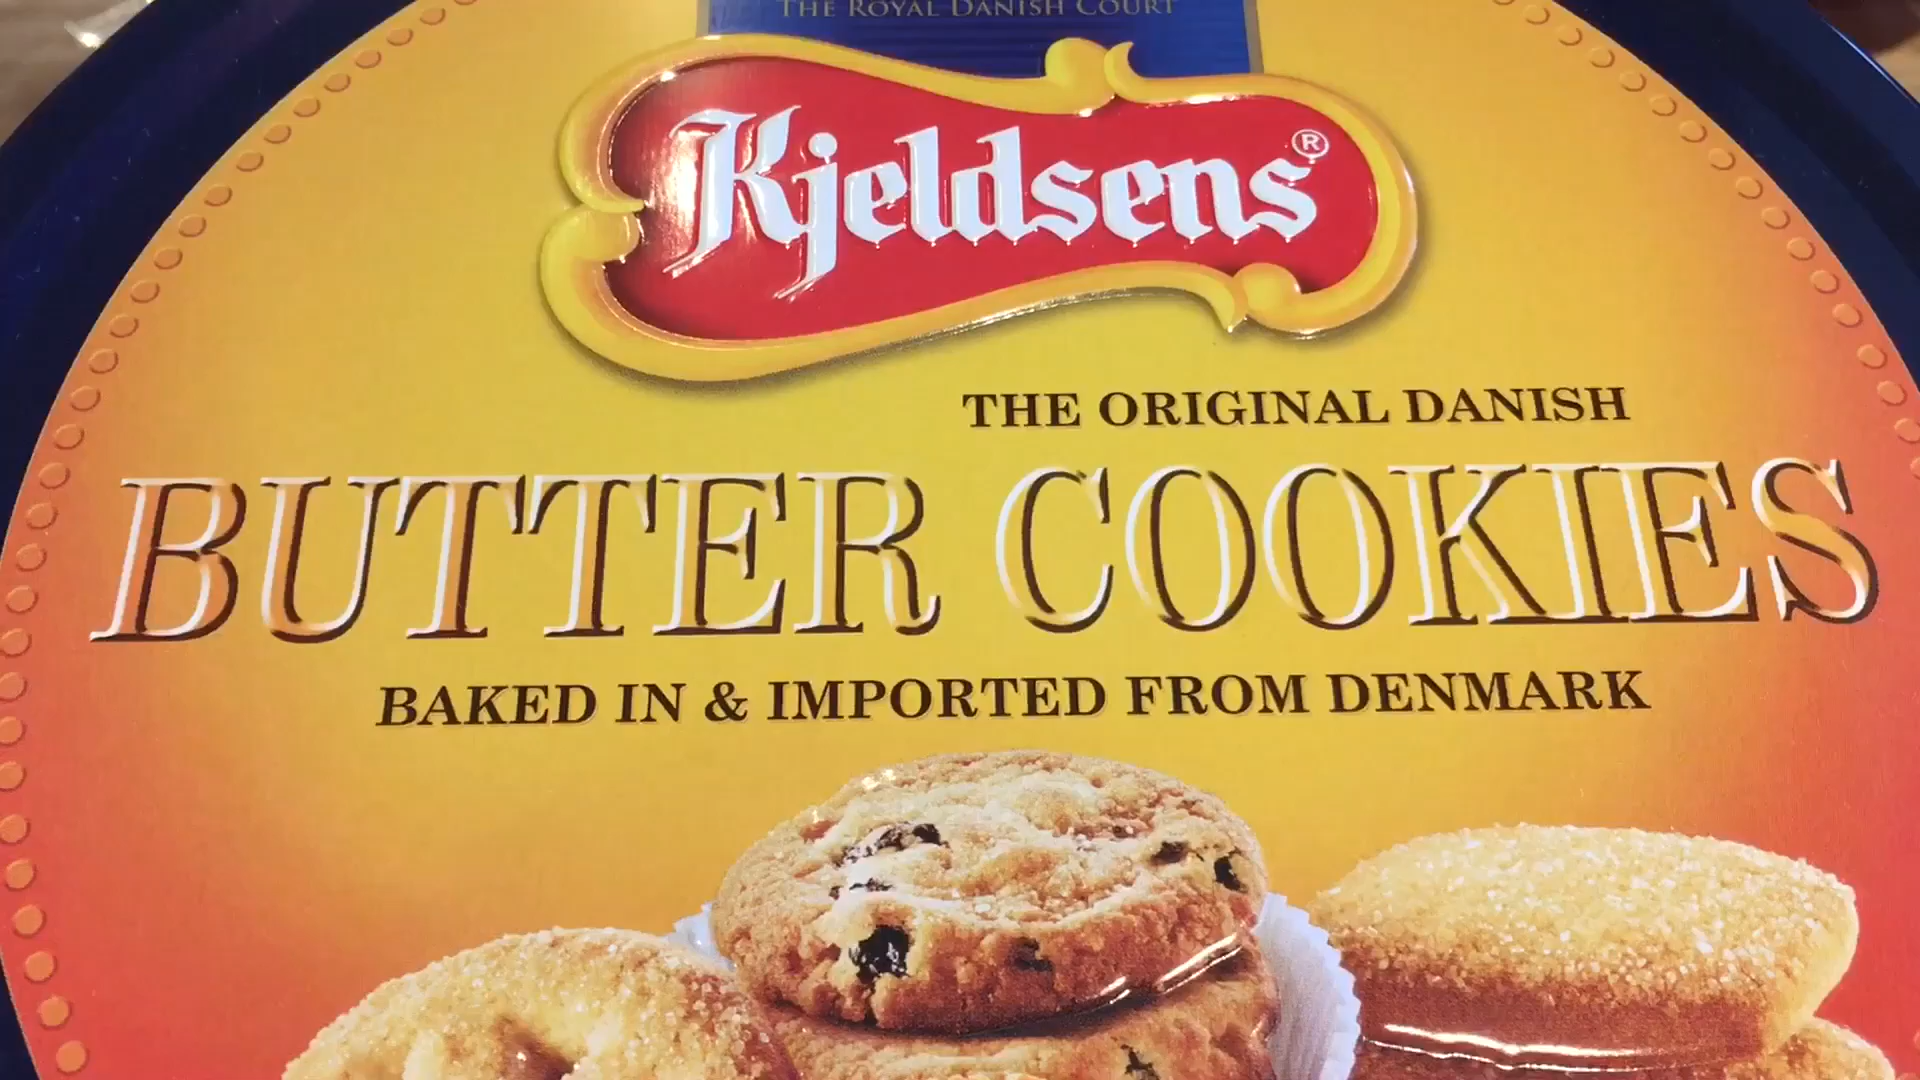 THE ROYAL DANISH COURT
Kjeldsens®
THE ORIGINAL DANISH
BUTTER COOKIES
BAKED IN & IMPORTED FROM DENMARK